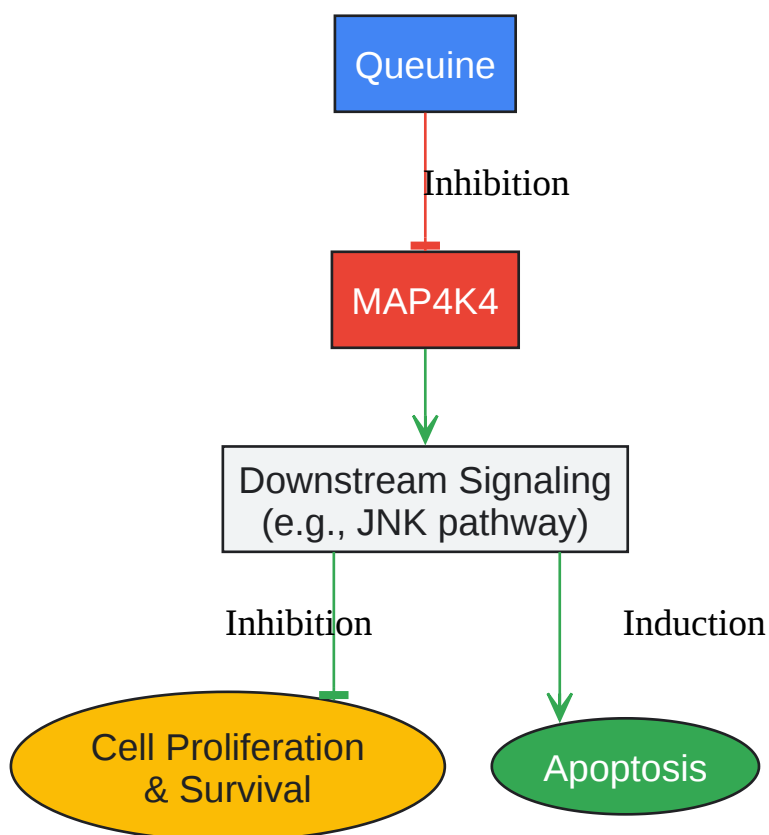 Queuine
Inhibition
MAP4K4
Downstream Signaling
(e.g., JNK pathway)
Inhibition
Induction
Cell Proliferation
& Survival
Apoptosis